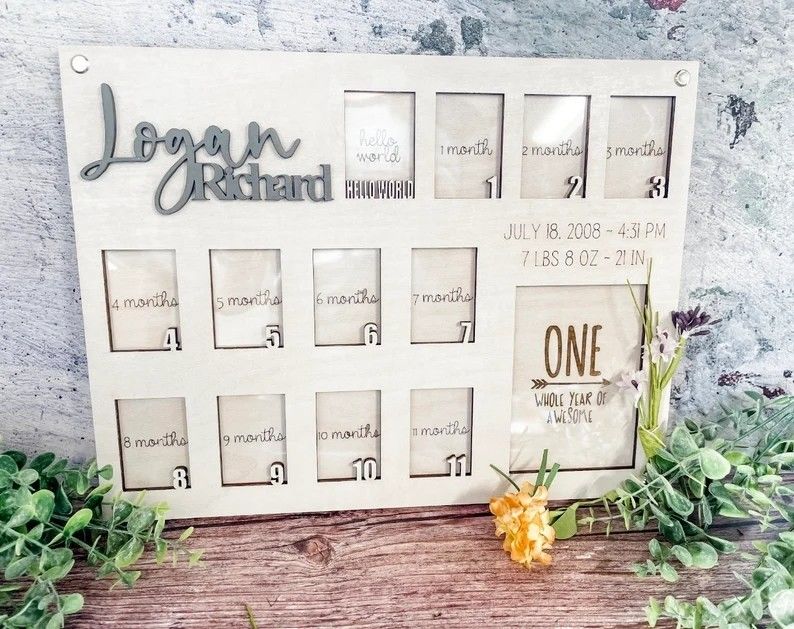 Logan
Richard
hello
world
HELLO WORLD
1 month
1
2 months
2
3 months
3
JULY 18, 2008 ~ 4:31 PM
7 LBS 8 OZ ~ 21 IN
4 months
4
5 months
5
6 months
6
7 months
7
8 months
8
9 months
9
10 months
10
11 months
11
ONE
WHOLE YEAR OF
AWESOME